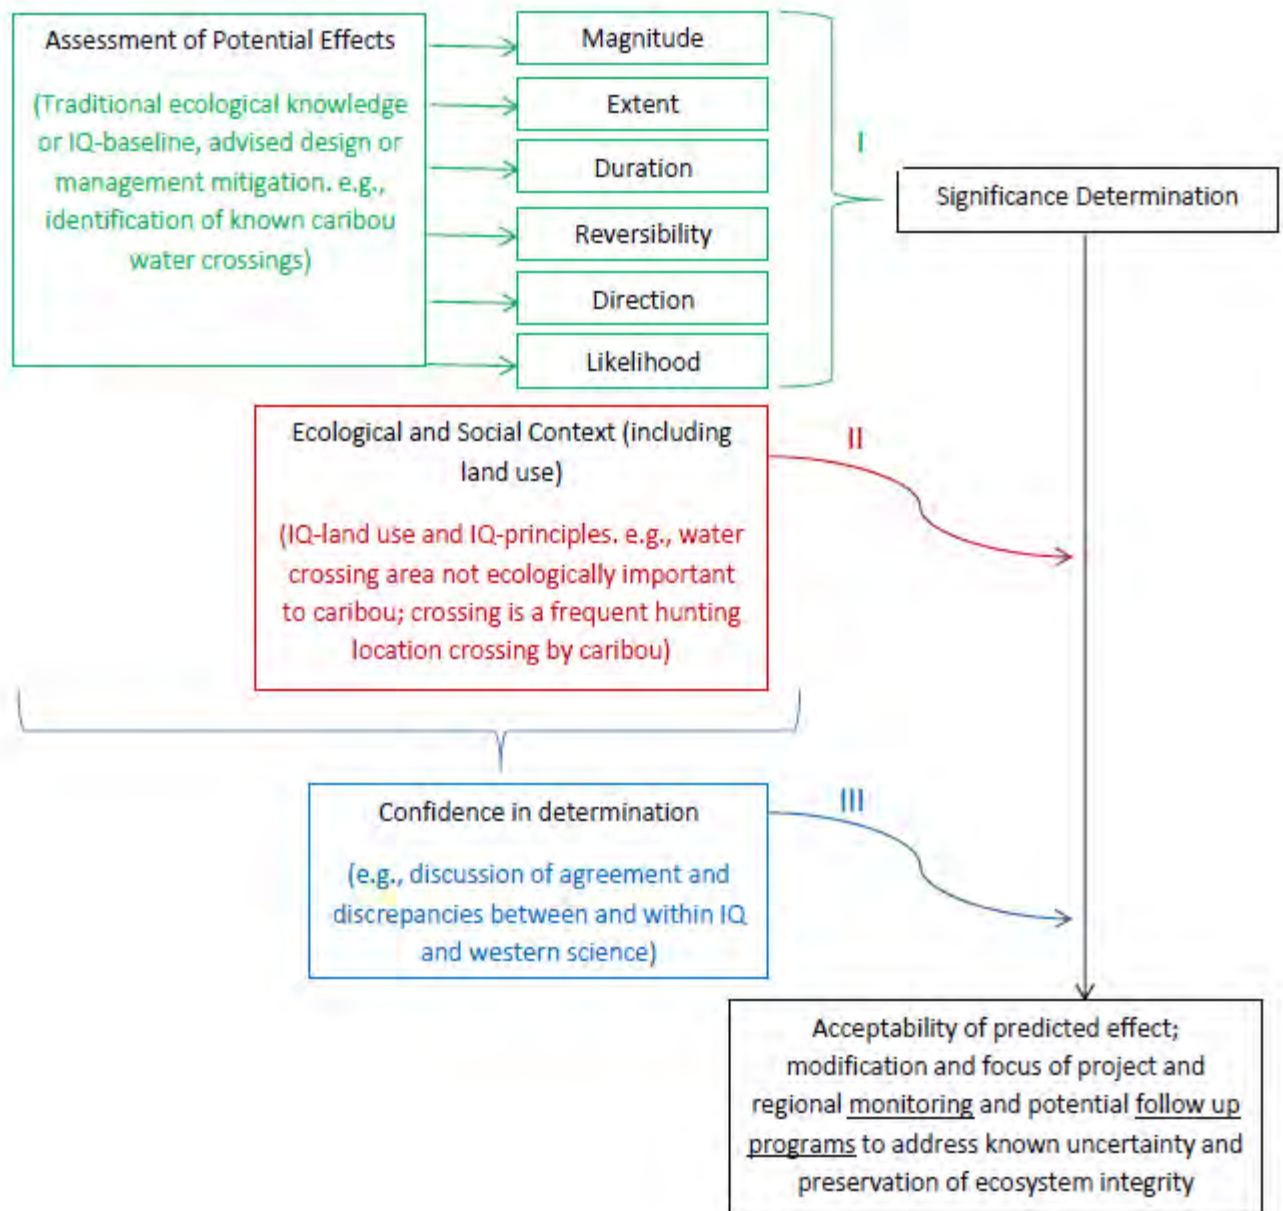 Assessment of Potential Effects
(Traditional ecological knowledge
or IQ-baseline, advised design or
management mitigation. e.g.,
identification of known caribou
water crossings)
Magnitude
Extent
Duration
Reversibility
Direction
Likelihood
I
Significance Determination
Ecological and Social Context (including
land use)
(IQ-land use and IQ-principles. e.g., water
crossing area not ecologically important
to caribou; crossing is a frequent hunting
location crossing by caribou)
II
Confidence in determination
(e.g., discussion of agreement and
discrepancies between and within IQ
and western science)
III
Acceptability of predicted effect;
modification and focus of project and
regional monitoring and potential follow up
programs to address known uncertainty and
preservation of ecosystem integrity